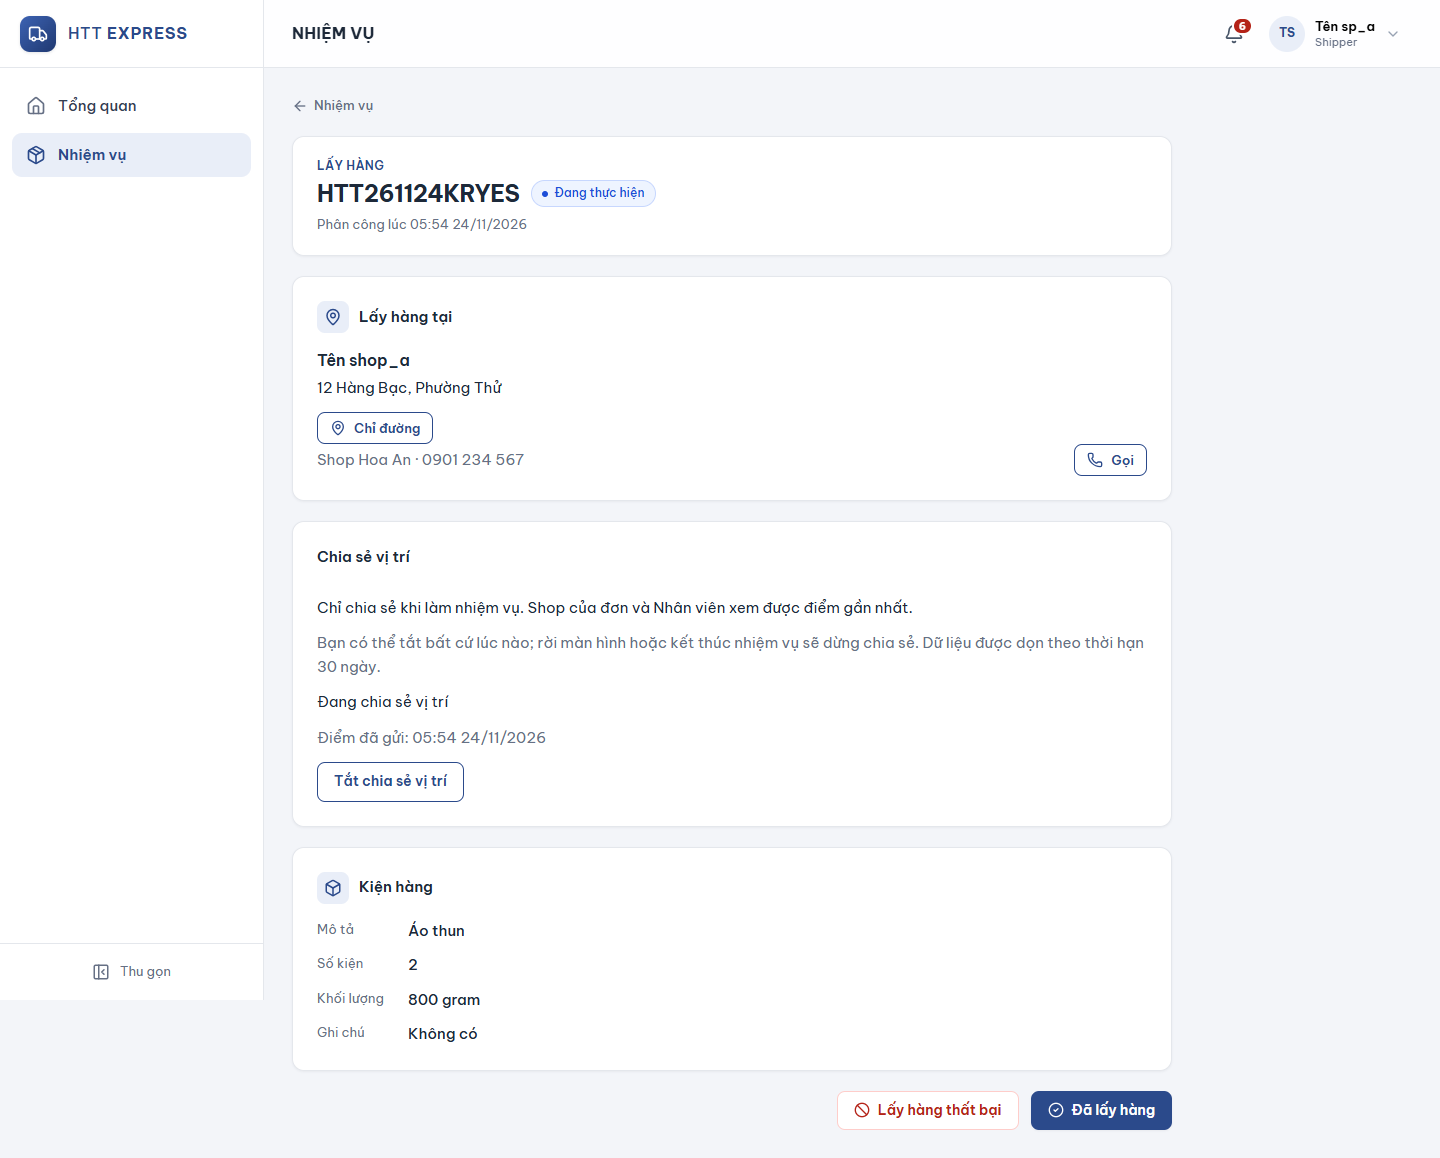 HTT EXPRESS
NHIỆM VỤ
6
TS
Tên sp_a
Shipper
Tổng quan
Nhiệm vụ
Nhiệm vụ
LẤY HÀNG
HTT261124KRYES
Đang thực hiện
Phân công lúc 05:54 24/11/2026
Lấy hàng tại
Tên shop_a
12 Hàng Bạc, Phường Thử
Chỉ đường
Shop Hoa An · 0901 234 567
Gọi
Chia sẻ vị trí
Chỉ chia sẻ khi làm nhiệm vụ. Shop của đơn và Nhân viên xem được điểm gần nhất.
Bạn có thể tắt bất cứ lúc nào; rời màn hình hoặc kết thúc nhiệm vụ sẽ dừng chia sẻ. Dữ liệu được dọn theo thời hạn
30 ngày.
Đang chia sẻ vị trí
Điểm đã gửi: 05:54 24/11/2026
Tắt chia sẻ vị trí
Kiện hàng
Mô tả Áo thun
Số kiện 2
Khối lượng 800 gram
Ghi chú Không có
Thu gọn
Lấy hàng thất bại
Đã lấy hàng